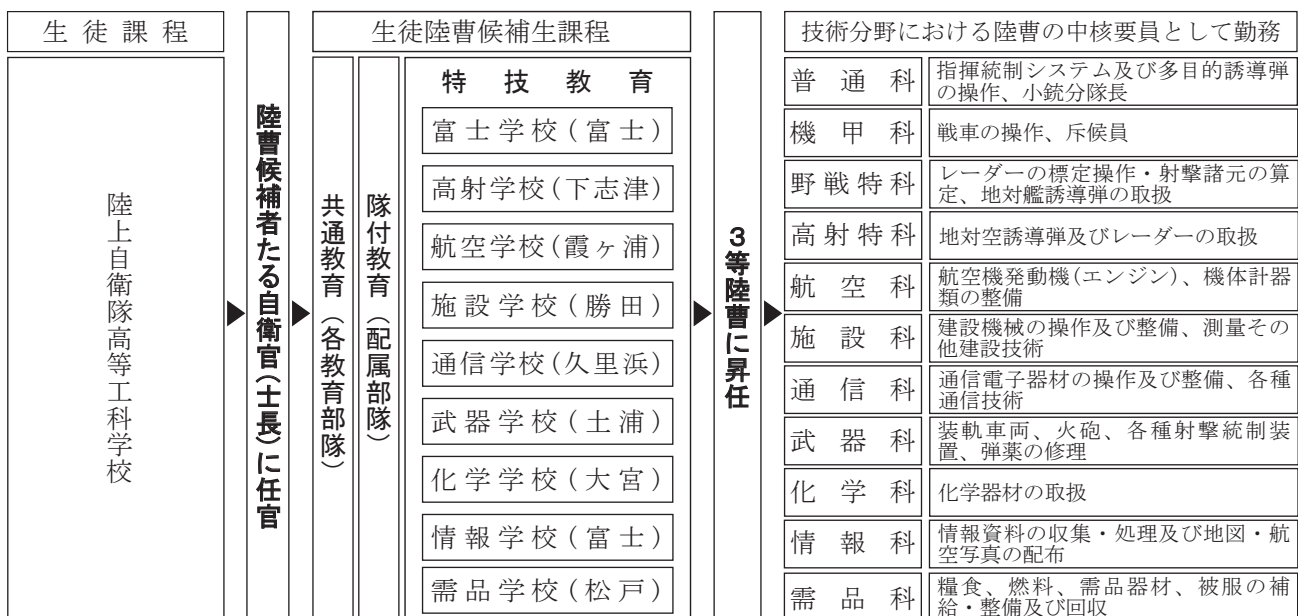 生徒課程
陸上自衛隊高等工科学校
陸曹候補者たる自衛官(士長)に任官
生徒陸曹候補生課程
共通教育(各教育部隊)
隊付教育(配属部隊)
特技教育
富士学校(富士)
高射学校(下志津)
航空学校(霞ヶ浦)
施設学校(勝田)
通信学校(久里浜)
武器学校(土浦)
化学学校(大宮)
情報学校(富士)
需品学校(松戸)
3等陸曹に昇任
技術分野における陸曹の中核要員として勤務
普通科
指揮統制システム及び多目的誘導弾
の操作、小銃分隊長
機甲科
戦車の操作、斥候員
野戦特科
レーダーの標定操作・射撃諸元の算
定、地対艦誘導弾の取扱
高射特科
地対空誘導弾及びレーダーの取扱
航空科
航空機発動機(エンジン)、機体計器
類の整備
施設科
建設機械の操作及び整備、測量その
他建設技術
通信科
通信電子器材の操作及び整備、各種
通信技術
武器科
装軌車両、火砲、各種射撃統制装
置、弾薬の修理
化学科
化学器材の取扱
情報科
情報資料の収集・処理及び地図・航
空写真の配布
需品科
糧食、燃料、需品器材、被服の補
給・整備及び回収